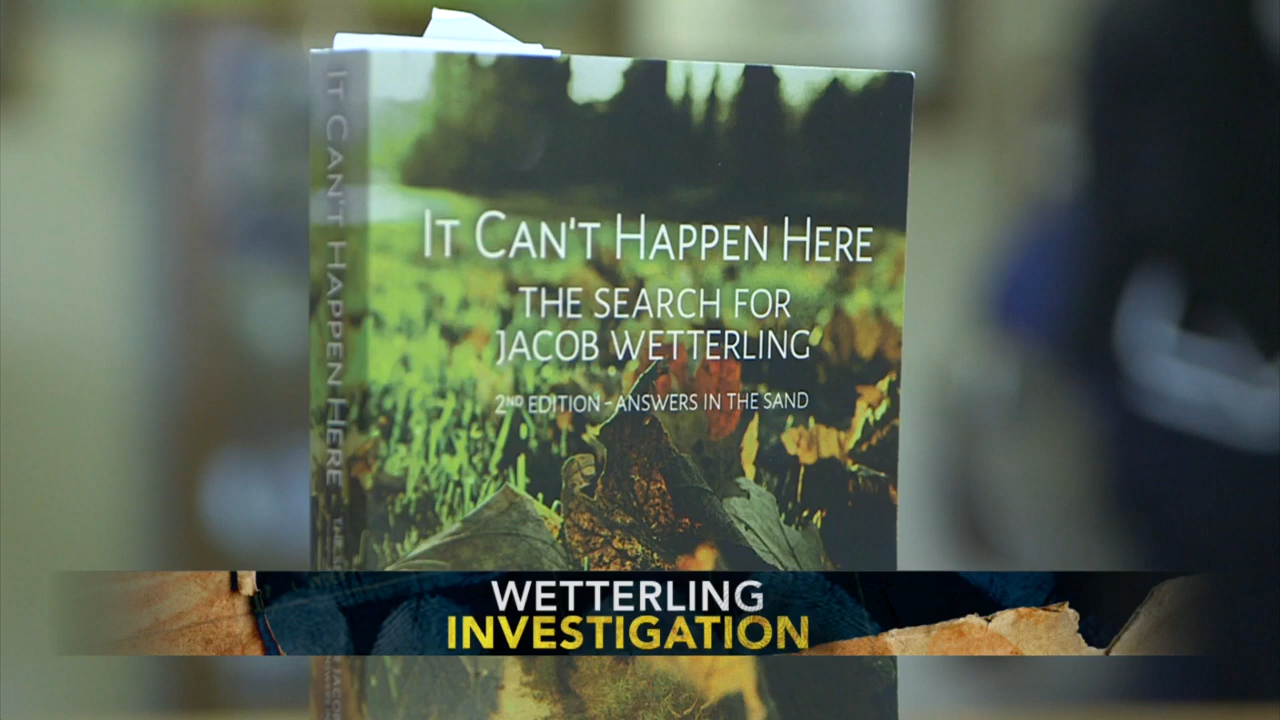 IT CAN'T HAPPEN HERE
IT CAN'T HAPPEN HERE
THE SEARCH FOR
JACOB WETTERLING
2ND EDITION - ANSWERS IN THE SAND
WETTERLING
INVESTIGATION